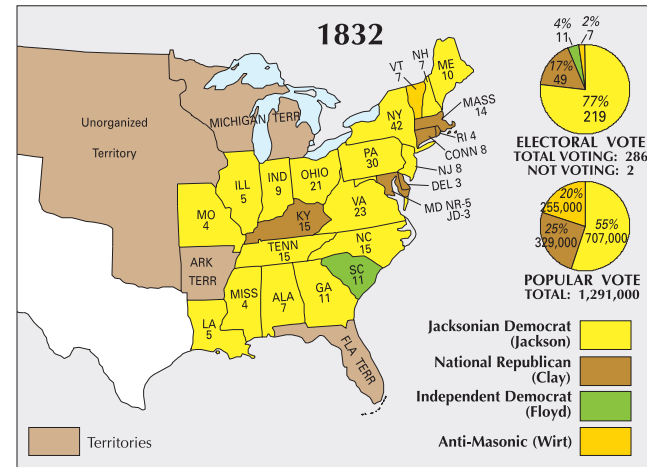 1832
4%
11
2%
7
17%
49
77%
219
ELECTORAL VOTE
TOTAL VOTING: 286
NOT VOTING: 2
20%
255,000
25%
329,000
55%
707,000
POPULAR VOTE
TOTAL: 1,291,000
Unorganized
Territory
MICHIGAN TERR
VT
7
NH
7
ME
10
MASS
14
NY
42
RI 4
CONN 8
PA
30
NJ 8
DEL 3
MD NR-5
JD-3
ILL
5
IND
9
OHIO
21
VA
23
MO
4
KY
15
NC
15
TENN
15
ARK
TERR
SC
11
MISS
4
ALA
7
GA
11
LA
5
FLA TERR
Jacksonian Democrat
(Jackson)
National Republican
(Clay)
Independent Democrat
(Floyd)
Anti-Masonic (Wirt)
Territories